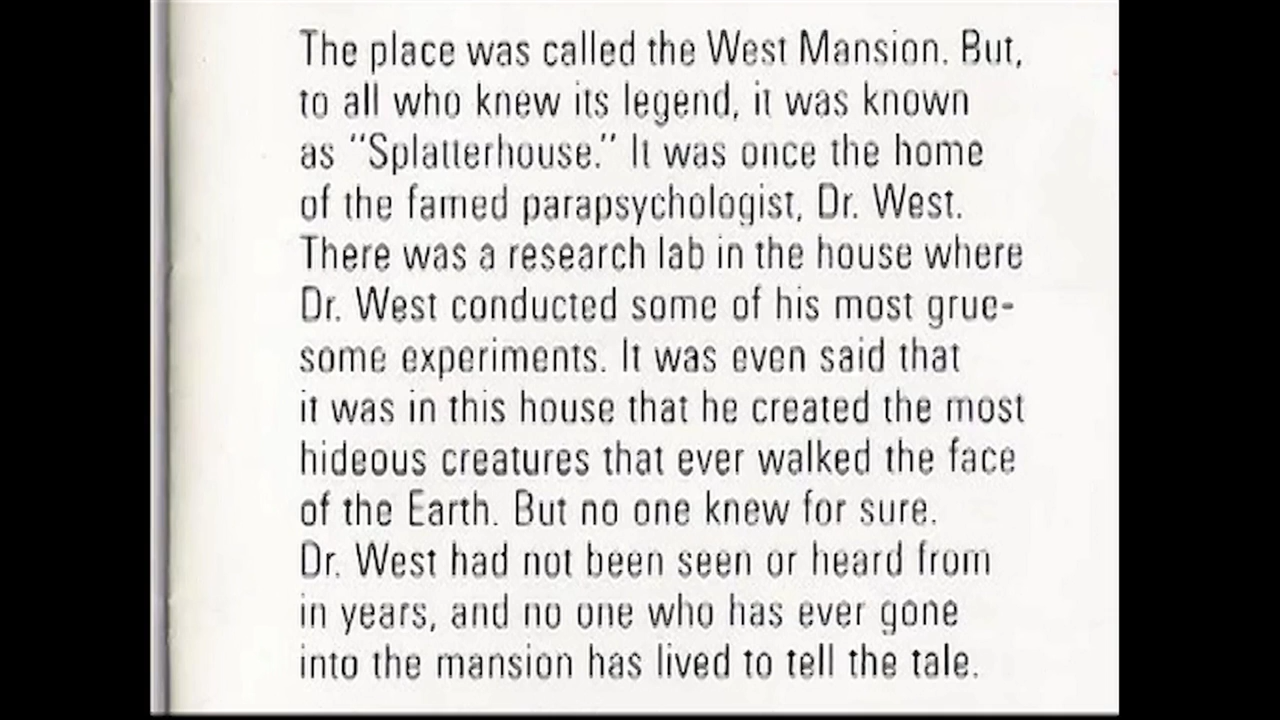 The place was called the West Mansion. But,
to all who knew its legend, it was known
as "Splatterhouse." It was once the home
of the famed parapsychologist, Dr. West.
There was a research lab in the house where
Dr. West conducted some of his most grue-
some experiments. It was even said that
it was in this house that he created the most
hideous creatures that ever walked the face
of the Earth. But no one knew for sure.
Dr. West had not been seen or heard from
in years, and no one who has ever gone
into the mansion has lived to tell the tale.